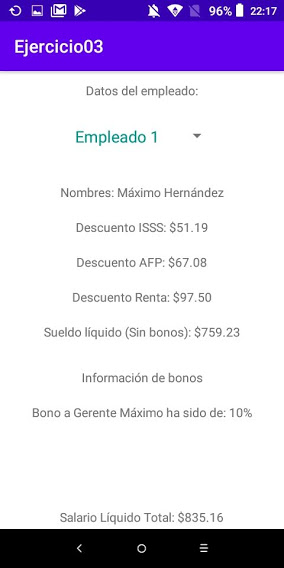 96% 22:17
Ejercicio03
Datos del empleado:
Empleado 1
Nombres: Máximo Hernández
Descuento ISSS: $51.19
Descuento AFP: $67.08
Descuento Renta: $97.50
Sueldo líquido (Sin bonos): $759.23
Información de bonos
Bono a Gerente Máximo ha sido de: 10%
Salario Líquido Total: $835.16